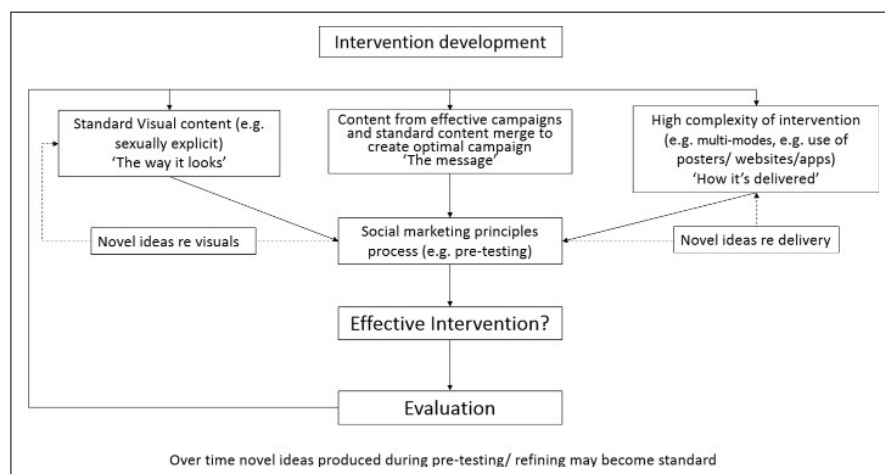 Intervention development
Standard Visual content (e.g.
sexually explicit)
‘The way it looks’
Content from effective campaigns
and standard content merge to
create optimal campaign
‘The message’
High complexity of intervention
(e.g. multi-modes, e.g. use of
posters/ websites/apps)
‘How it’s delivered’
Novel ideas re visuals
Social marketing principles
process (e.g. pre-testing)
Novel ideas re delivery
Effective Intervention?
Evaluation
Over time novel ideas produced during pre-testing/ refining may become standard